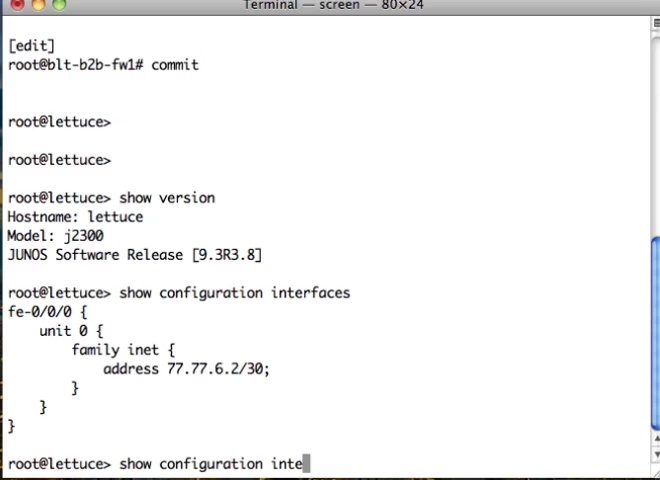 Terminal — screen — 80×24
[edit]
root@blt-b2b-fw1# commit
root@lettuce>
root@lettuce>
root@lettuce> show version
Hostname: lettuce
Model: j2300
JUNOS Software Release [9.3R3.8]
root@lettuce> show configuration interfaces
fe-0/0/0 {
    unit 0 {
        family inet {
            address 77.77.6.2/30;
        }
    }
}
root@lettuce> show configuration inte